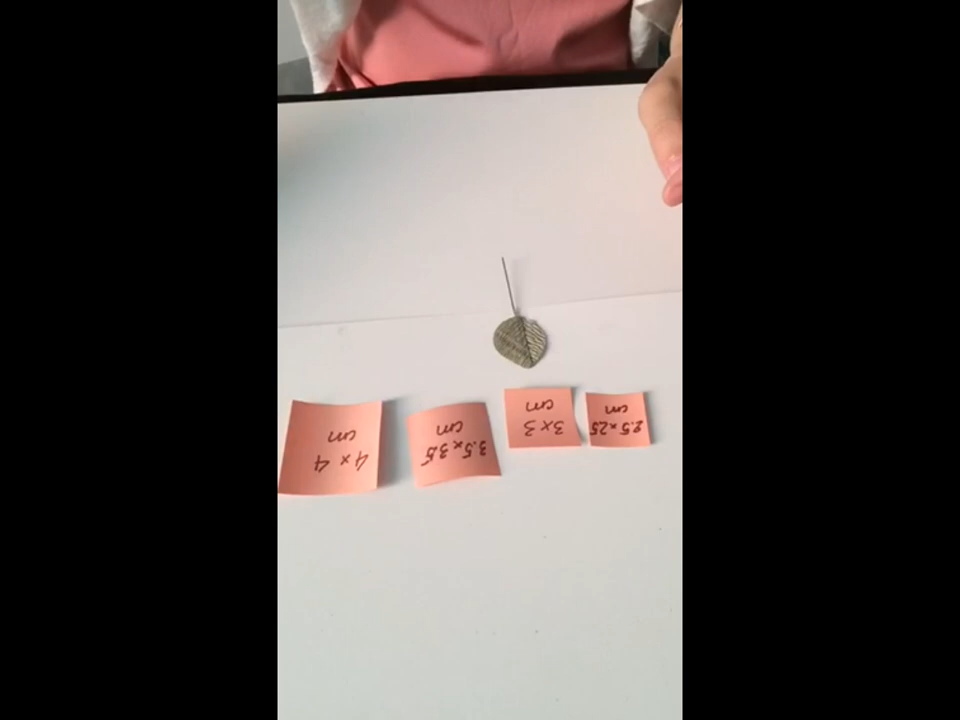 4 x 4
cm
3.5 x 3.5
cm
3 x 3
cm
2.5 x 2.5
cm